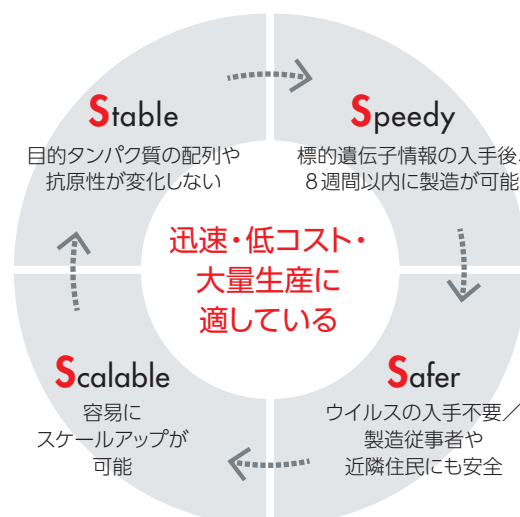 Stable
目的タンパク質の配列や
抗原性が変化しない
Speedy
標的遺伝子情報の入手後、
8週間以内に製造が可能
迅速・低コスト・
大量生産に
適している
Scalable
容易に
スケールアップが
可能
Safer
ウイルスの入手不要／
製造従事者や
近隣住民にも安全